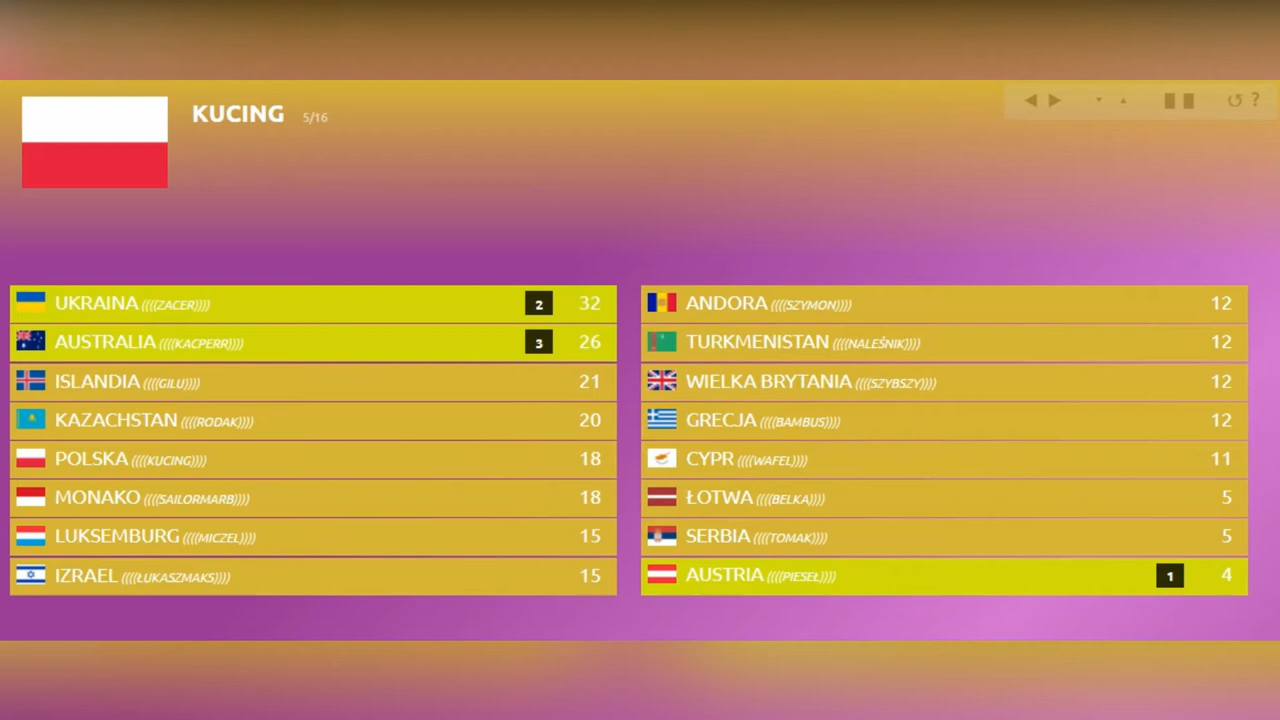 KUCING 5/16
UKRAINA ((((ZACER)))) 2 32
AUSTRALIA ((((KACPERR)))) 3 26
ISLANDIA ((((GILU)))) 21
KAZACHSTAN ((((RODAK)))) 20
POLSKA ((((KUCING)))) 18
MONAKO ((((SAILORMARB)))) 18
LUKSEMBURG ((((MICZEL)))) 15
IZRAEL ((((ŁUKASZMAKS)))) 15
ANDORA ((((SZYMON)))) 12
TURKMENISTAN ((((NALEŚNIK)))) 12
WIELKA BRYTANIA ((((SZYBSZY)))) 12
GRECJA ((((BAMBUS)))) 12
CYPR ((((WAFEL)))) 11
ŁOTWA ((((BELKA)))) 5
SERBIA ((((TOMAK)))) 5
AUSTRIA ((((PIESEŁ)))) 1 4